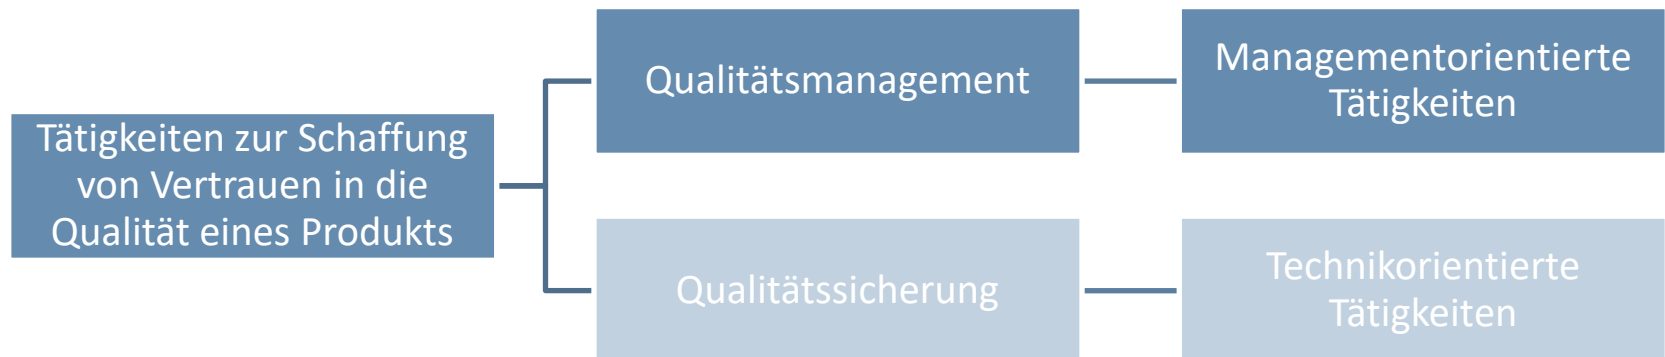 Tätigkeiten zur Schaffung
von Vertrauen in die
Qualität eines Produkts
Qualitätsmanagement
Managementorientierte
Tätigkeiten
Qualitätssicherung
Technikorientierte
Tätigkeiten